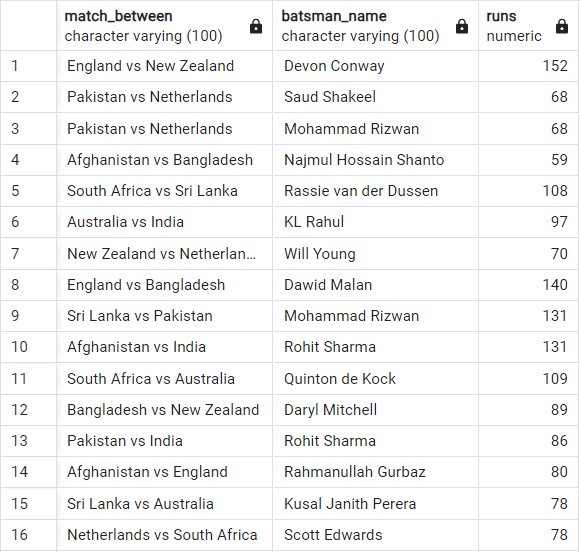 match_between batsman_name runs
character varying (100) character varying (100) numeric
1 England vs New Zealand Devon Conway 152
2 Pakistan vs Netherlands Saud Shakeel 68
3 Pakistan vs Netherlands Mohammad Rizwan 68
4 Afghanistan vs Bangladesh Najmul Hossain Shanto 59
5 South Africa vs Sri Lanka Rassie van der Dussen 108
6 Australia vs India KL Rahul 97
7 New Zealand vs Netherlan... Will Young 70
8 England vs Bangladesh Dawid Malan 140
9 Sri Lanka vs Pakistan Mohammad Rizwan 131
10 Afghanistan vs India Rohit Sharma 131
11 South Africa vs Australia Quinton de Kock 109
12 Bangladesh vs New Zealand Daryl Mitchell 89
13 Pakistan vs India Rohit Sharma 86
14 Afghanistan vs England Rahmanullah Gurbaz 80
15 Sri Lanka vs Australia Kusal Janith Perera 78
16 Netherlands vs South Africa Scott Edwards 78